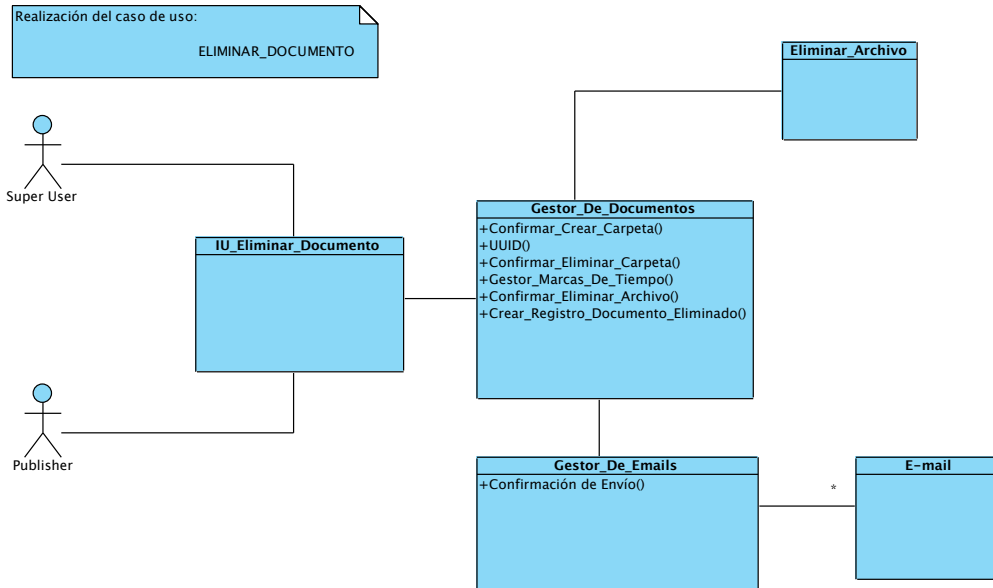 Realización del caso de uso:
ELIMINAR_DOCUMENTO
Eliminar_Archivo
Super User
Gestor_De_Documentos
+Confirmar_Crear_Carpeta()
+UUID()
+Confirmar_Eliminar_Carpeta()
+Gestor_Marcas_De_Tiempo()
+Confirmar_Eliminar_Archivo()
+Crear_Registro_Documento_Eliminado()
IU_Eliminar_Documento
Publisher
Gestor_De_Emails
+Confirmación de Envío()
*
E-mail